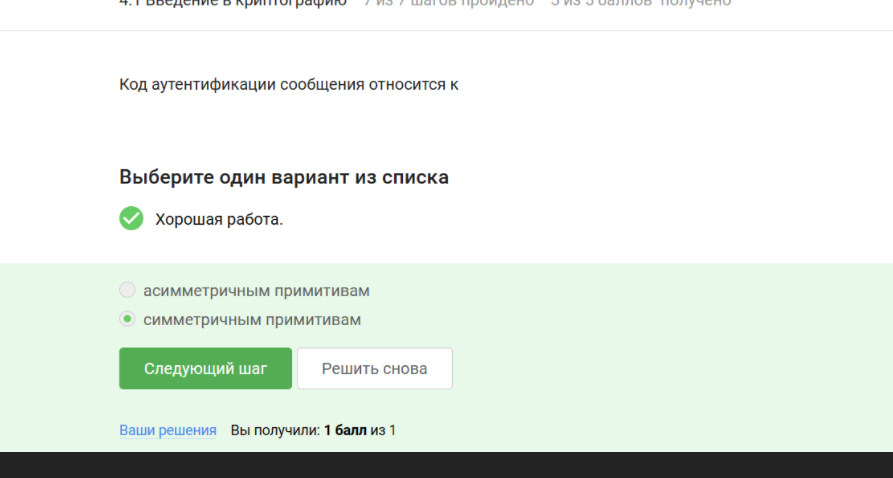 4.1 Введение в криптографию 7 из 7 шагов пройдено 5 из 5 баллов получено
Код аутентификации сообщения относится к
Выберите один вариант из списка
Хорошая работа.
асимметричным примитивам
симметричным примитивам
Следующий шаг Решить снова
Ваши решения Вы получили: 1 балл из 1